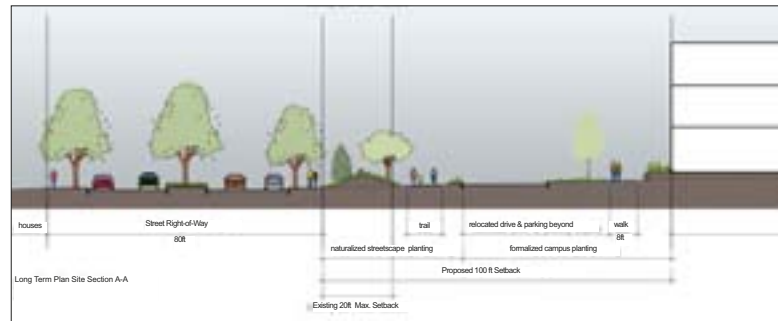 houses
Street Right-of-Way
80ft
trail
relocated drive & parking beyond
walk
8ft
naturalized streetscape planting
formalized campus planting
Proposed 100 ft Setback
Long Term Plan Site Section A-A
Existing 20ft Max. Setback